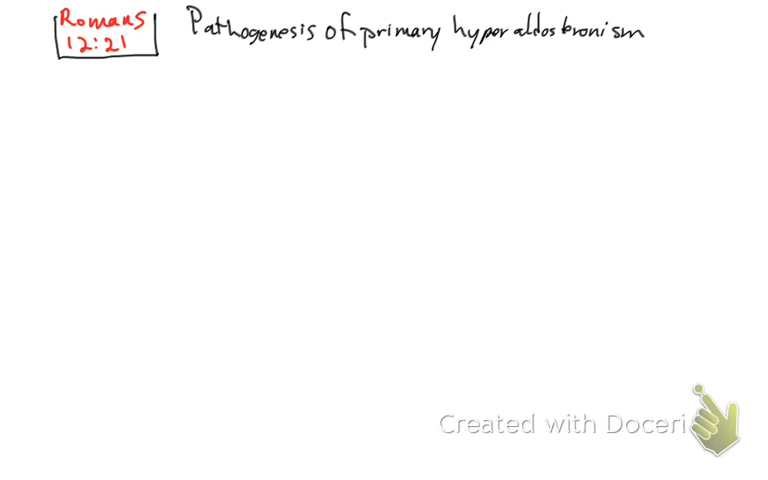 Romans
12:21
Pathogenesis of primary hyperaldosteronism
Created with Doceri